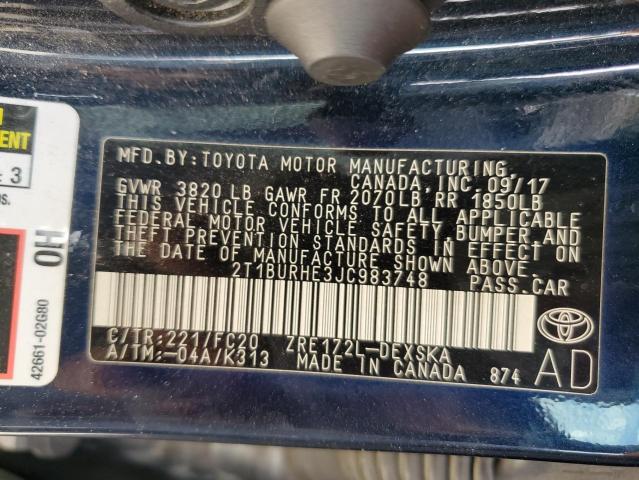 MFD.BY:TOYOTA MOTOR MANUFACTURING,
CANADA, INC.09/17
GVWR 3820 LB GAWR FR 2070LB RR 1850LB
THIS VEHICLE CONFORMS TO ALL APPLICABLE
FEDERAL MOTOR VEHICLE SAFETY, BUMPER AND
THEFT PREVENTION STANDARDS IN EFFECT ON
THE DATE OF MANUFACTURE SHOWN ABOVE.
2T1BURHE3JC983748 PASS.CAR
C/TR:221/FC20 ZRE172L-DEXSKA
A/TM:-04A/K313 MADE IN CANADA 874
AD
3
OH
42661-02G80